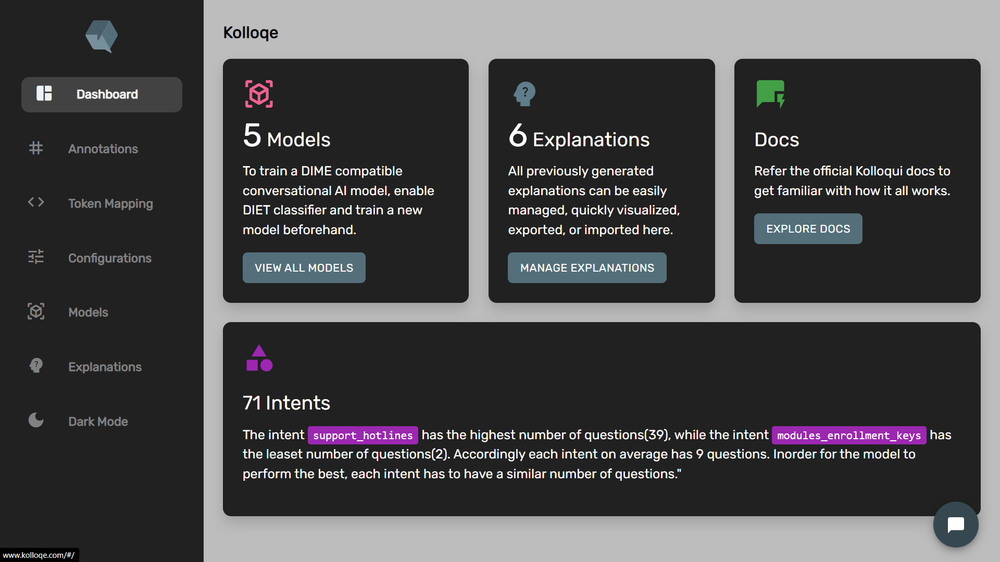 Kolloqe
Dashboard
Annotations
Token Mapping
Configurations
Models
Explanations
Dark Mode
5 Models
To train a DIME compatible
conversational AI model, enable
DIET classifier and train a new
model beforehand.
VIEW ALL MODELS
6 Explanations
All previously generated
explanations can be easily
managed, quickly visualized,
exported, or imported here.
MANAGE EXPLANATIONS
Docs
Refer the official Kolloqui docs to
get familiar with how it all works.
EXPLORE DOCS
71 Intents
The intent support_hotlines has the highest number of questions(39), while the intent modules_enrollment_keys has
the leaset number of questions(2). Accordingly each intent on average has 9 questions. Inorder for the model to
perform the best, each intent has to have a similar number of questions."
www.kolloqe.com/#/